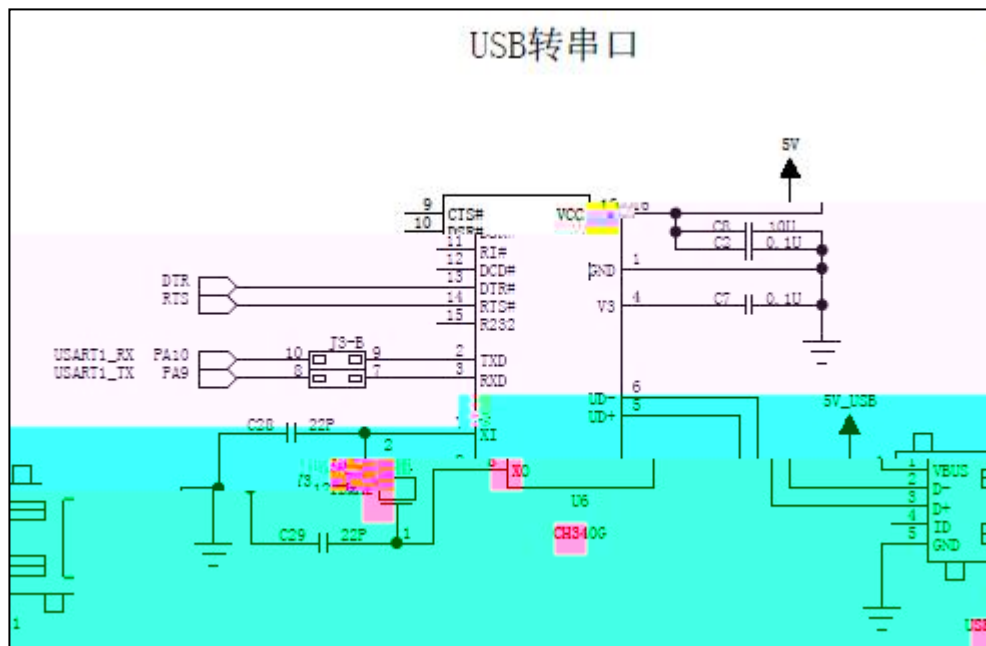 USB转串口
5V
9 CTS# VCC
10
C8 10U
C2 0.1U
11 RI#
12 DCD# GND 1
DTR 13 DTR#
RTS 14 RTS# V3 4 C7 0.1U
15 R232
J3-B
USART1_RX PA10 10 9 2 TXD
USART1_TX PA9 8 7 3 RXD
UD- 6
UD+ 5
5V_USB
C28 22P
XI
2
XO
1 VBUS
2 D-
3 D+
4 ID
5 GND
U6
CH340G
C29 22P 1
1